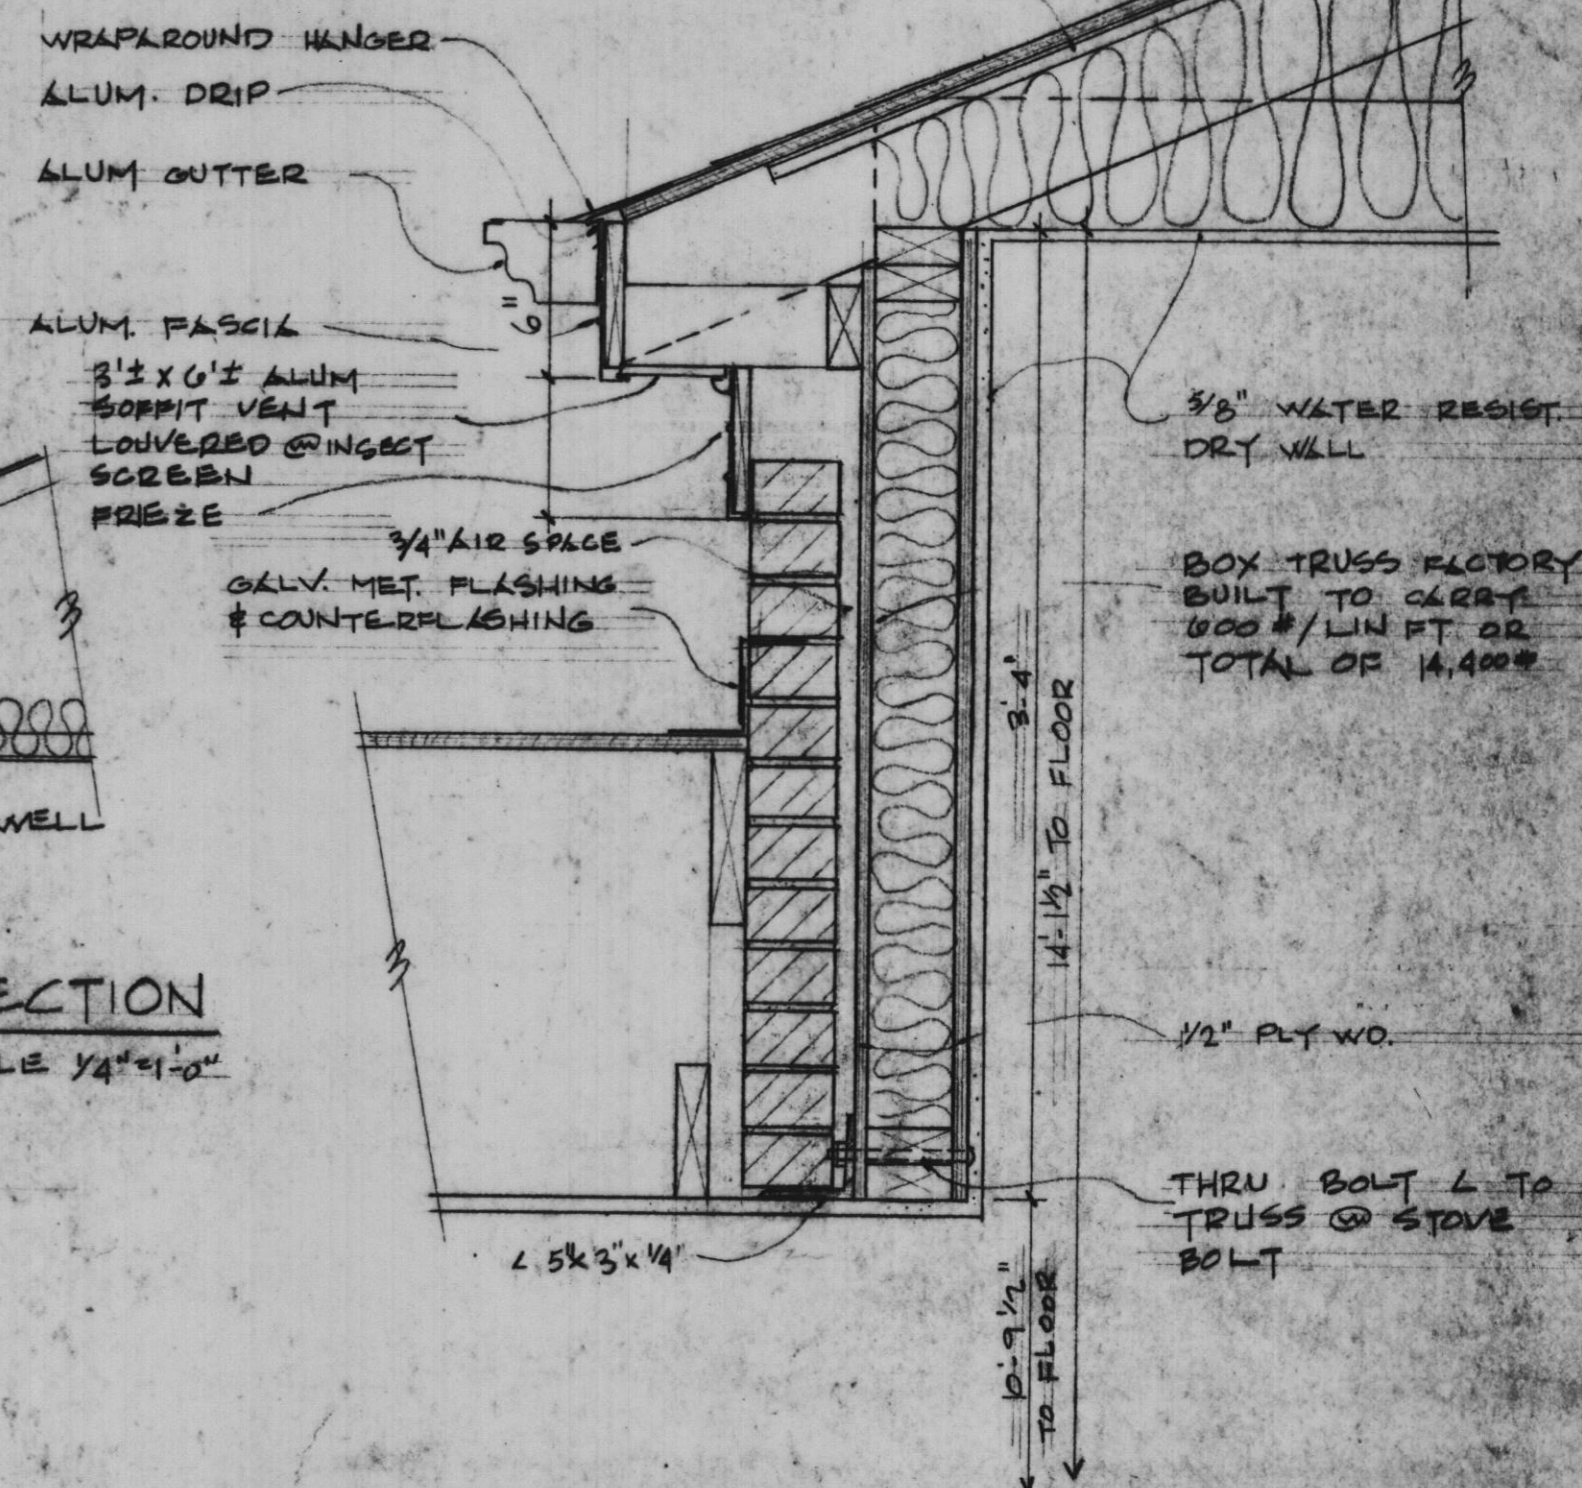 WRAPAROUND HANGER
ALUM. DRIP
ALUM GUTTER
ALUM. FASCIA
3'± X 6'± ALUM
SOFFIT VENT
LOUVERED @ INSECT
SCREEN
FRIEZE
6"
3/4" AIR SPACE
GALV. MET. FLASHING
& COUNTERFLASHING
WELL
ECTION
LE 1/4"=1'-0"
5/8" WATER RESIST.
DRY WALL
BOX TRUSS FACTORY
BUILT TO CARRY
600 #/LIN FT OR
TOTAL OF 14,400#
3'-4"
14'-1 1/2" TO FLOOR
1/2" PLY WD.
THRU BOLT L TO
TRUSS @ STOVE
BOLT
L 5"x 3"x 1/4"
10'-9 1/2"
TO FLOOR